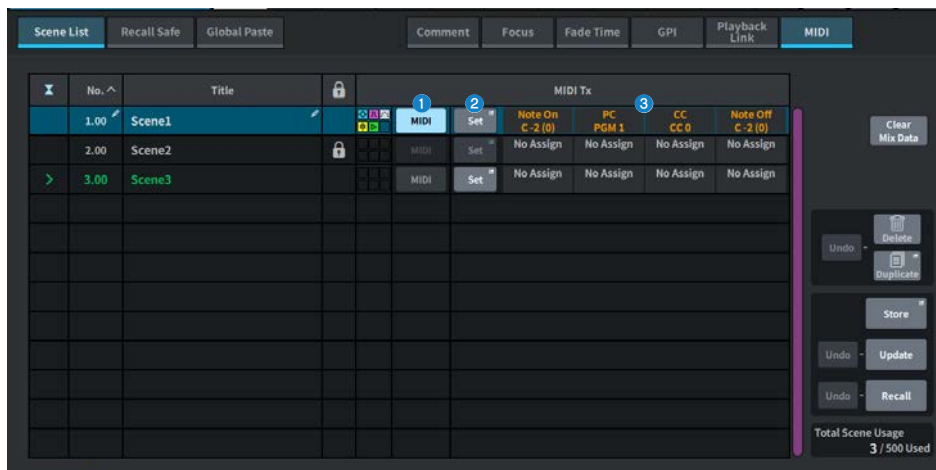 Scene List Recall Safe Global Paste Comment Focus Fade Time GPI Playback Link MIDI
No. Title MIDI Tx
1 2 3
1.00 Scene1 MIDI Set Note On C -2 (0) PC PGM 1 CC CC 0 Note Off C -2 (0)
2.00 Scene2 MIDI Set No Assign No Assign No Assign No Assign
3.00 Scene3 MIDI Set No Assign No Assign No Assign No Assign
Clear
Mix Data
Undo Delete
Duplicate
Store
Undo Update
Undo Recall
Total Scene Usage
3 / 500 Used